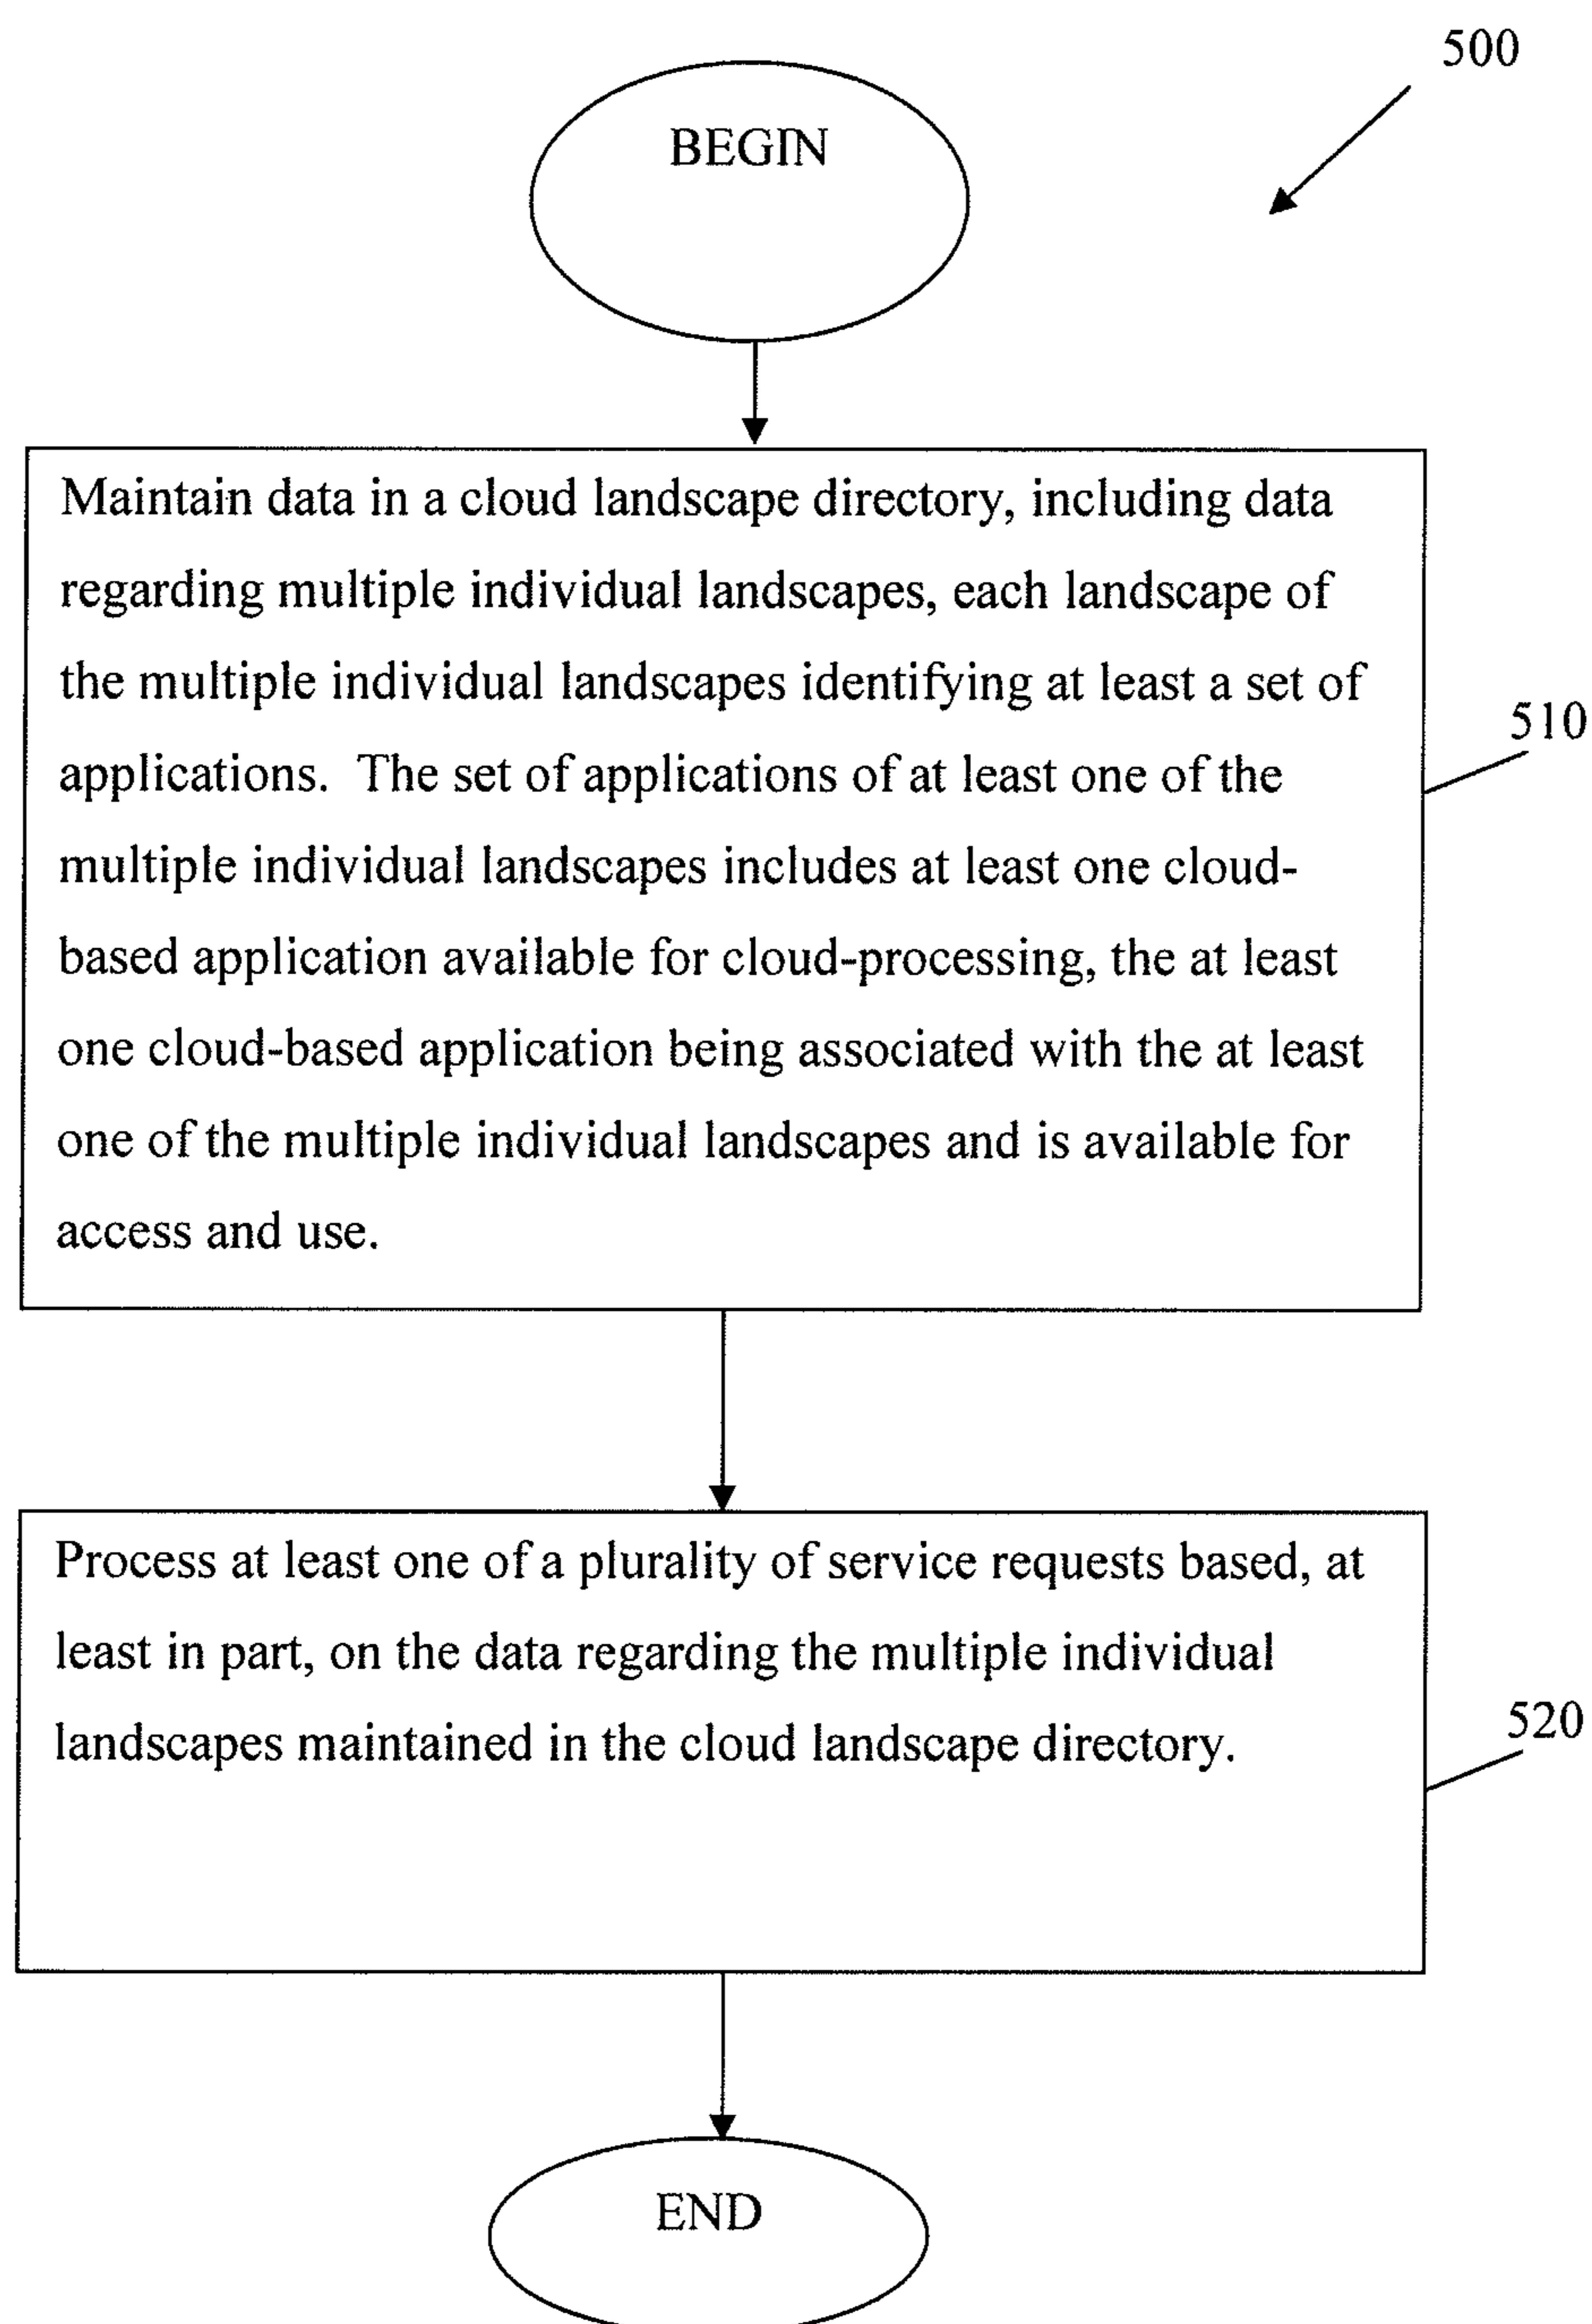 500
BEGIN
Maintain data in a cloud landscape directory, including data
regarding multiple individual landscapes, each landscape of
the multiple individual landscapes identifying at least a set of
applications.  The set of applications of at least one of the
multiple individual landscapes includes at least one cloud-
based application available for cloud-processing, the at least
one cloud-based application being associated with the at least
one of the multiple individual landscapes and is available for
access and use.
510
Process at least one of a plurality of service requests based, at
least in part, on the data regarding the multiple individual
landscapes maintained in the cloud landscape directory.
520
END